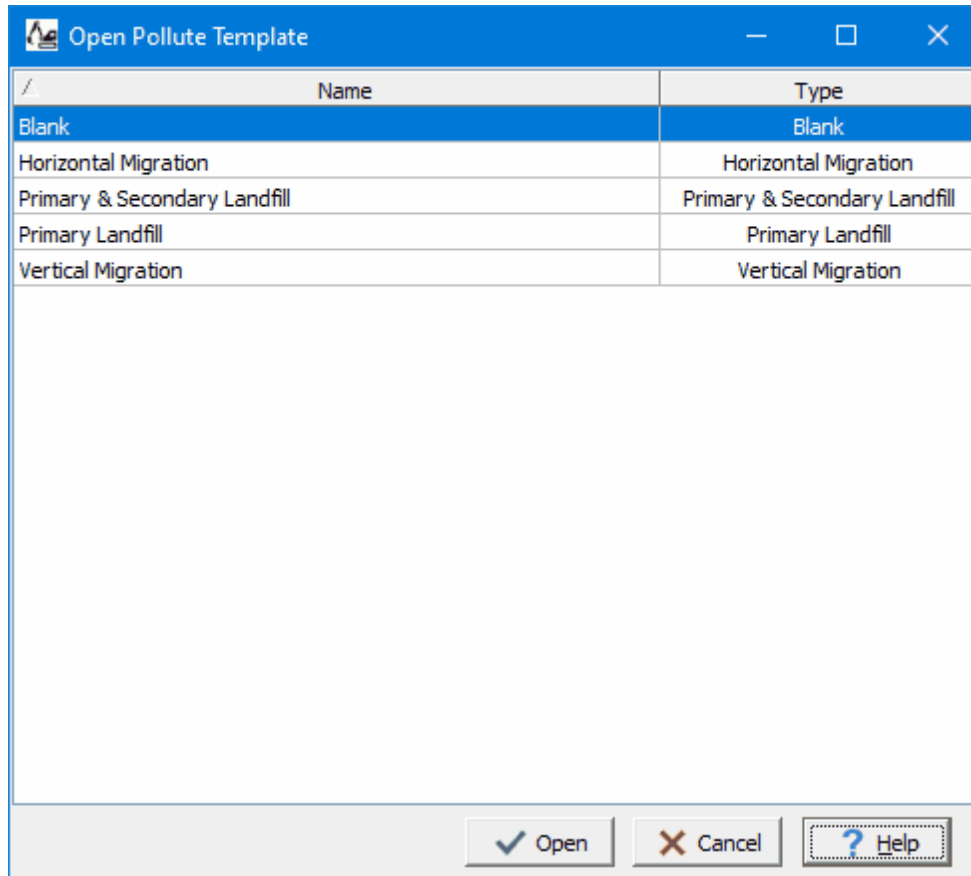 Open Pollute Template
Name Type
Blank Blank
Horizontal Migration Horizontal Migration
Primary & Secondary Landfill Primary & Secondary Landfill
Primary Landfill Primary Landfill
Vertical Migration Vertical Migration
Open Cancel ? Help